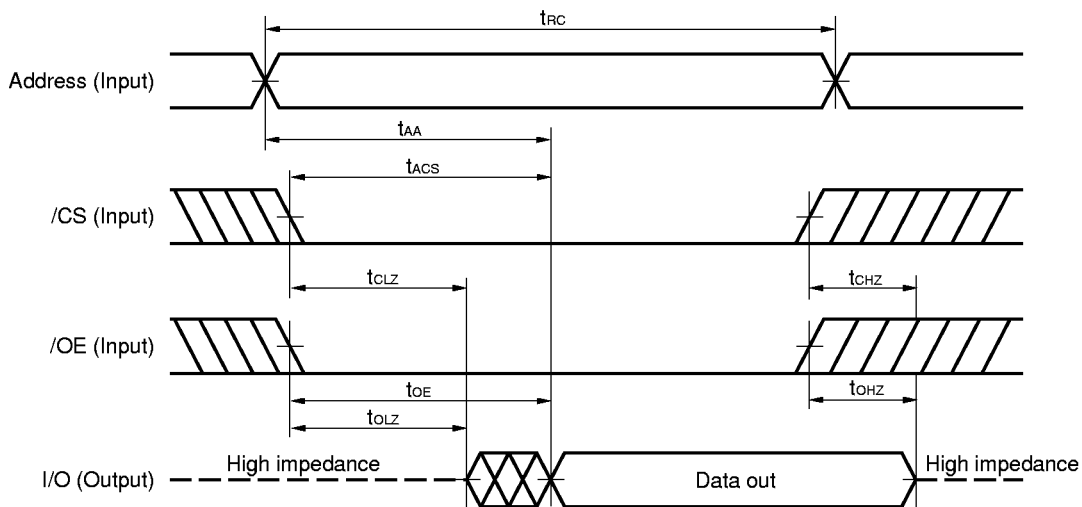 tRC
Address (Input)
tAA
tACS
/CS (Input)
tCLZ
tCHZ
/OE (Input)
tOE
tOHZ
tOLZ
High impedance
I/O (Output)
Data out
High impedance